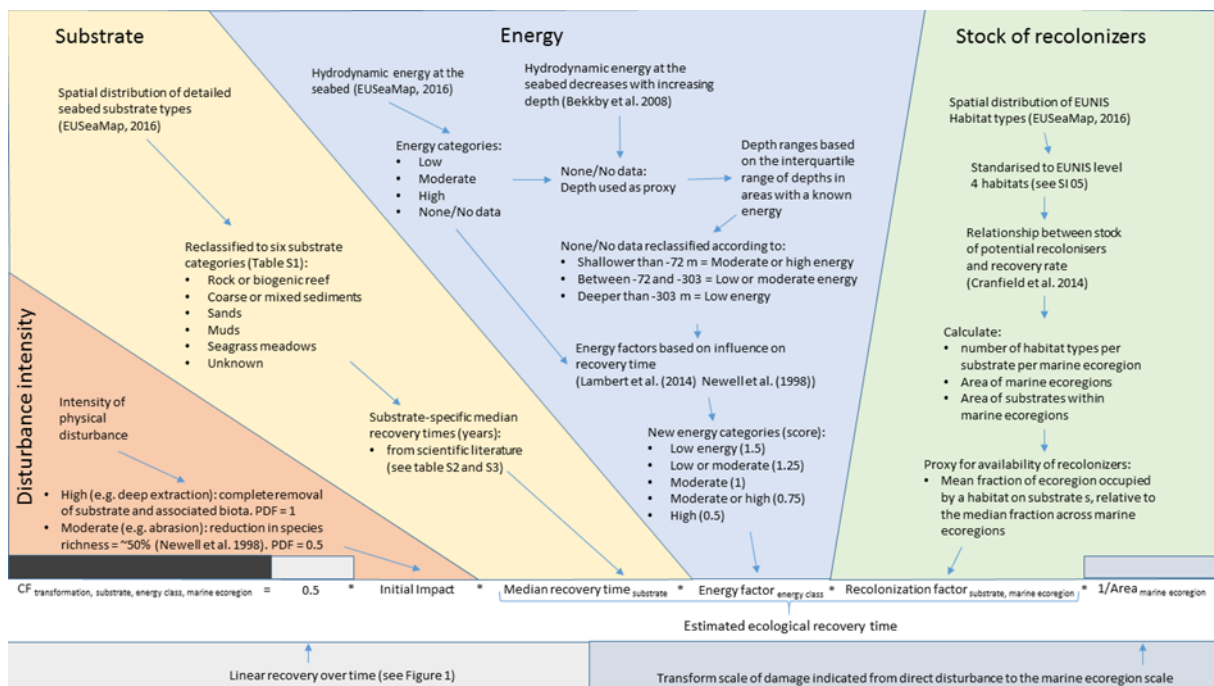 Substrate
Spatial distribution of detailed
seabed substrate types
(EUSeaMap, 2016)
Reclassified to six substrate
categories (Table S1):
• Rock or biogenic reef
• Coarse or mixed sediments
• Sands
• Muds
• Seagrass meadows
• Unknown
Substrate-specific median
recovery times (years):
• from scientific literature
(see table S2 and S3)
Disturbance intensity
Intensity of
physical
disturbance
• High (e.g. deep extraction): complete removal
of substrate and associated biota. PDF = 1
• Moderate (e.g. abrasion): reduction in species
richness = ~50% (Newell et al. 1998). PDF = 0.5
Energy
Hydrodynamic energy at the
seabed (EUSeaMap, 2016)
Hydrodynamic energy at the
seabed decreases with increasing
depth (Bekkby et al. 2008)
Energy categories:
• Low
• Moderate
• High
• None/No data
None/No data:
Depth used as proxy
Depth ranges based
on the interquartile
range of depths in
areas with a known
energy
None/No data reclassified according to:
• Shallower than -72 m = Moderate or high energy
• Between -72 and -303 = Low or moderate energy
• Deeper than -303 m = Low energy
Energy factors based on influence on
recovery time
(Lambert et al. (2014) Newell et al. (1998))
New energy categories (score):
• Low energy (1.5)
• Low or moderate (1.25)
• Moderate (1)
• Moderate or high (0.75)
• High (0.5)
Stock of recolonizers
Spatial distribution of EUNIS
Habitat types (EUSeaMap, 2016)
Standarised to EUNIS level
4 habitats (see SI 05)
Relationship between stock
of potential recolonisers
and recovery rate
(Cranfield et al. 2014)
Calculate:
• number of habitat types per
substrate per marine ecoregion
• Area of marine ecoregions
• Area of substrates within
marine ecoregions
Proxy for availability of recolonizers:
• Mean fraction of ecoregion occupied
by a habitat on substrate s, relative to
the median fraction across marine
ecoregions
CF transformation, substrate, energy class, marine ecoregion = 0.5 * Initial Impact * Median recovery time substrate * Energy factor energy class * Recolonization factor substrate, marine ecoregion * 1/Area marine ecoregion
Estimated ecological recovery time
Linear recovery over time (see Figure 1)
Transform scale of damage indicated from direct disturbance to the marine ecoregion scale